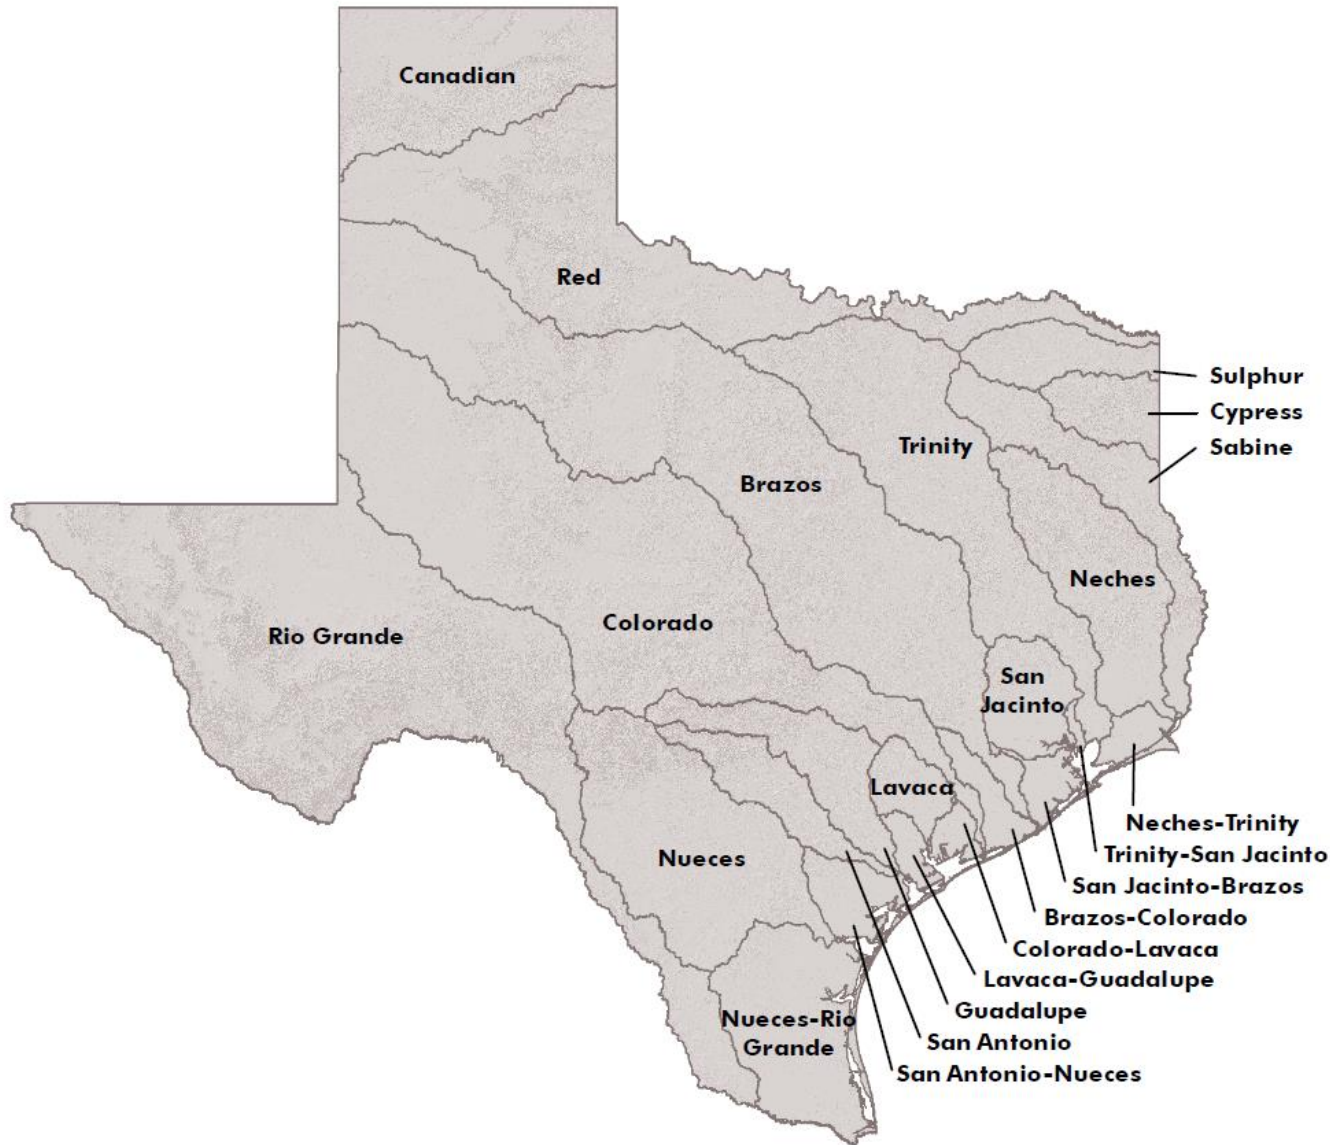 Canadian
Red
Sulphur
Cypress
Sabine
Trinity
Brazos
Neches
Colorado
Rio Grande
San
Jacinto
Lavaca
Neches-Trinity
Trinity-San Jacinto
Nueces
San Jacinto-Brazos
Brazos-Colorado
Colorado-Lavaca
Lavaca-Guadalupe
Guadalupe
Nueces-Rio
Grande
San Antonio
San Antonio-Nueces